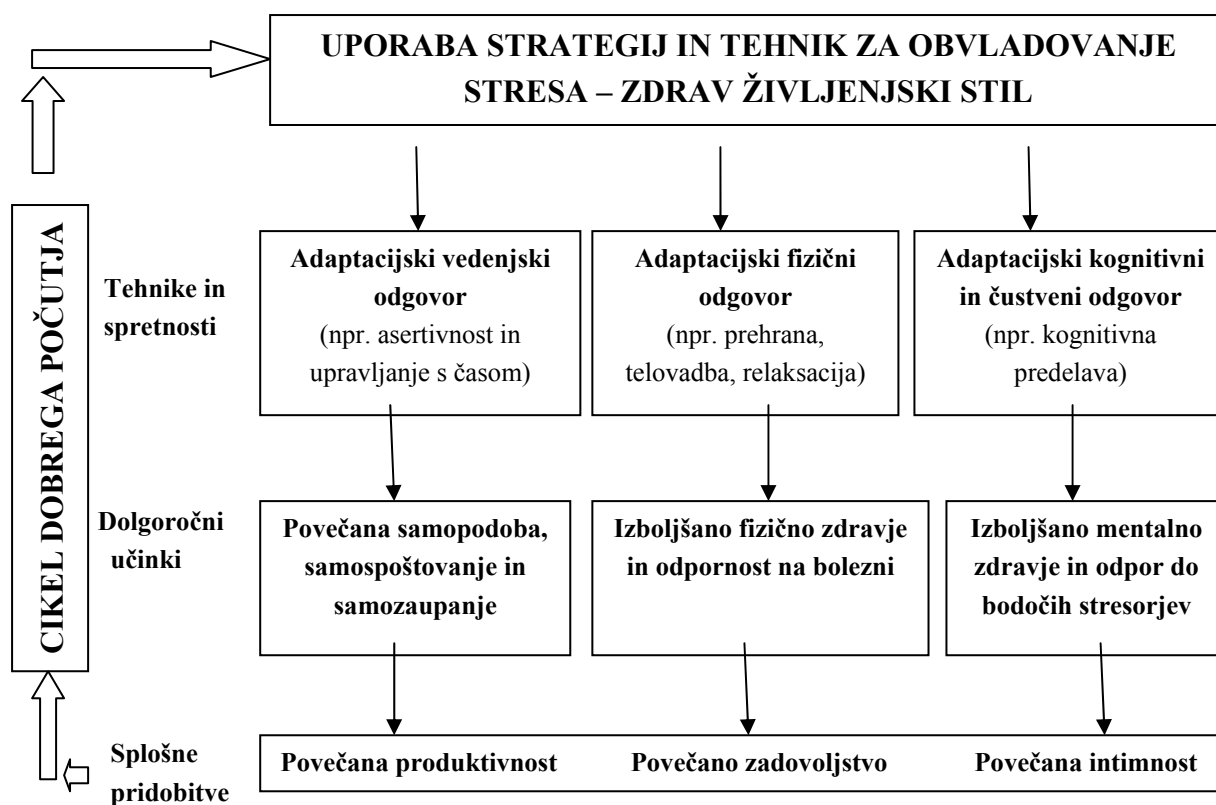 UPORABA STRATEGIJ IN TEHNIK ZA OBVLADOVANJE
STRESA – ZDRAV ŽIVLJENJSKI STIL
CIKEL DOBREGA POČUTJA
Tehnike in
spretnosti
Adaptacijski vedenjski
odgovor
(npr. asertivnost in
upravljanje s časom)
Adaptacijski fizični
odgovor
(npr. prehrana,
telovadba, relaksacija)
Adaptacijski kognitivni
in čustveni odgovor
(npr. kognitivna
predelava)
Dolgoročni
učinki
Povečana samopodoba,
samospoštovanje in
samozaupanje
Izboljšano fizično zdravje
in odpornost na bolezni
Izboljšano mentalno
zdravje in odpor do
bodočih stresorjev
Splošne
pridobitve
Povečana produktivnost
Povečano zadovoljstvo
Povečana intimnost